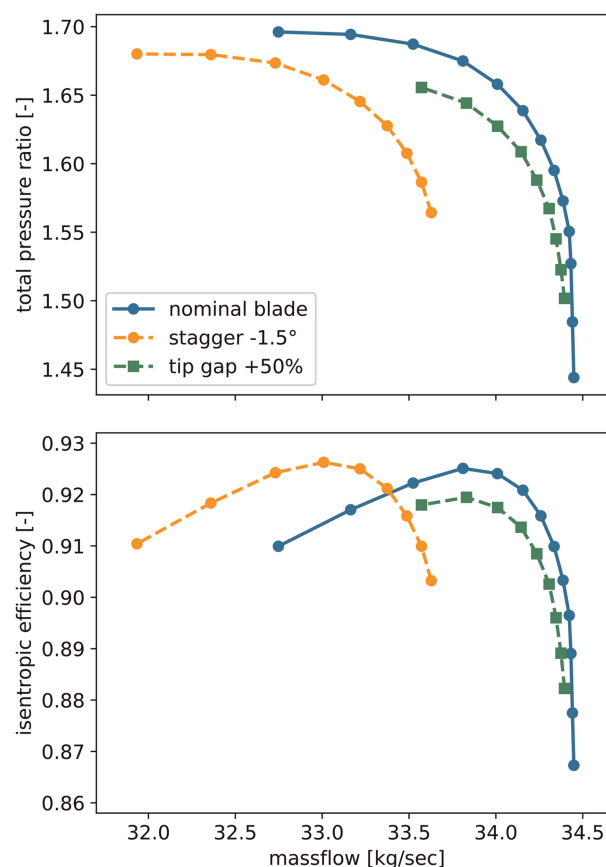 1.70
1.65
1.60
1.55
1.50
1.45
total pressure ratio [-]
nominal blade
stagger -1.5°
tip gap +50%
0.93
0.92
0.91
0.90
0.89
0.88
0.87
0.86
isentropic efficiency [-]
32.0 32.5 33.0 33.5 34.0 34.5
massflow [kg/sec]